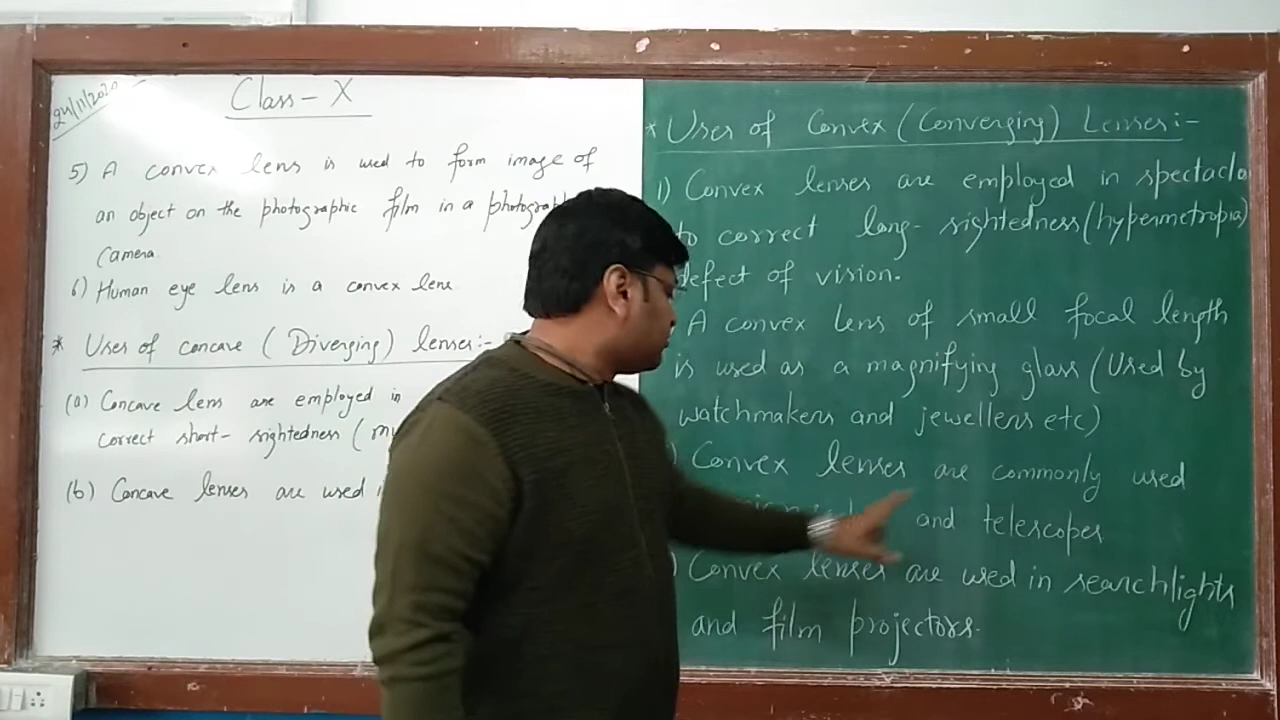 24/11/2020
Class - X
5) A convex lens is used to form image of
an object on the photographic film in a
Camera.
6) Human eye lens is a convex lens
* Uses of concave (Diverging) lenses:-
(a) Concave lens are employed in
correct short-sightedness (
(b) Concave lenses are used
* Uses of Convex (Converging) Lenses:-
1) Convex lenses are employed in spectacle
to correct long-sightedness (hypermetropia)
defect of vision.
A convex lens of small focal length
is used as a magnifying glass (Used by
watchmakers and jewellers etc)
) Convex lenses are commonly used
and telescopes
) Convex lenses are used in searchlights
and film projectors.